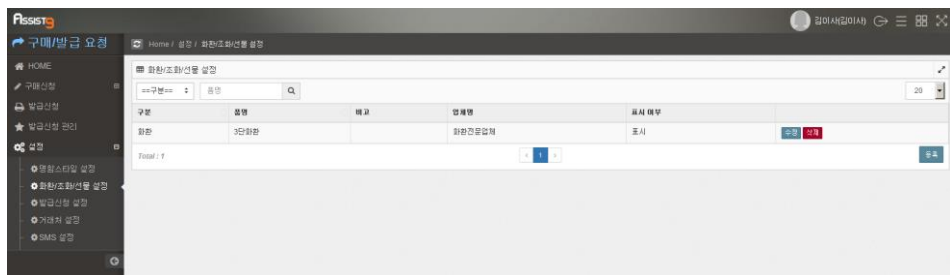 Assistg
김이사(김이사)
구매/발급 요청
Home / 설정 / 화환/조화/선물 설정
HOME
구매신청
발급신청
발급신청 관리
설정
명함스타일 설정
화환/조화/선물 설정
발급신청 설정
거래처 설정
SMS 설정
화환/조화/선물 설정
==구분== 품명 20
구분 품명 비고 업체명 표시 여부
화환 3단화환 화환전문업체 표시 수정 삭제
Total : 1 ‹ 1 › 등록